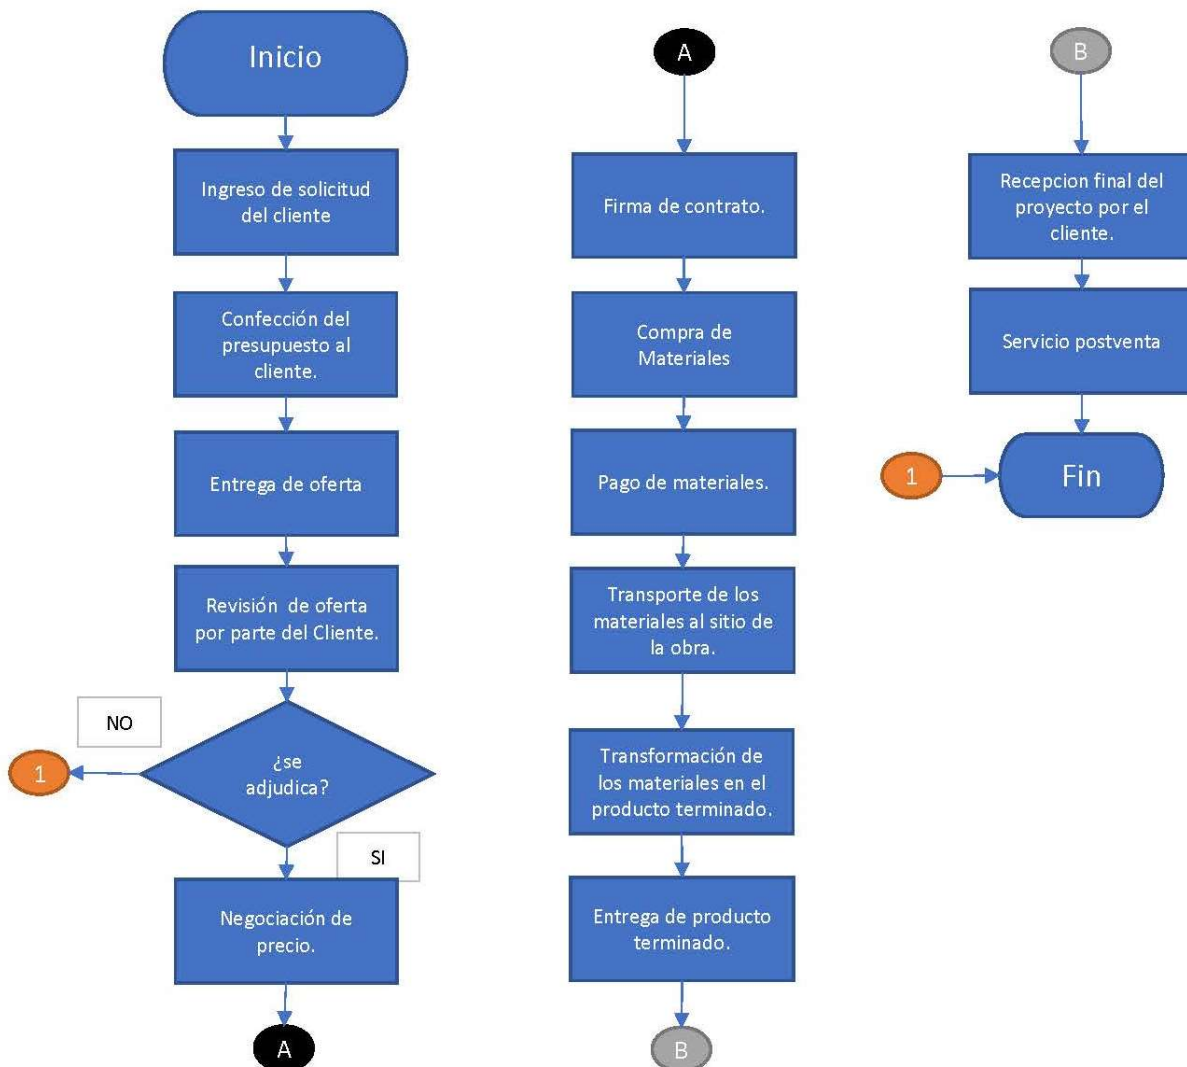 Inicio
Ingreso de solicitud
del cliente
Confección del
presupuesto al
cliente.
Entrega de oferta
Revisión de oferta
por parte del Cliente.
NO
1
¿se
adjudica?
SI
Negociación de
precio.
A
A
Firma de contrato.
Compra de
Materiales
Pago de materiales.
Transporte de los
materiales al sitio de
la obra.
Transformación de
los materiales en el
producto terminado.
Entrega de producto
terminado.
B
B
Recepcion final del
proyecto por el
cliente.
Servicio postventa
1
Fin